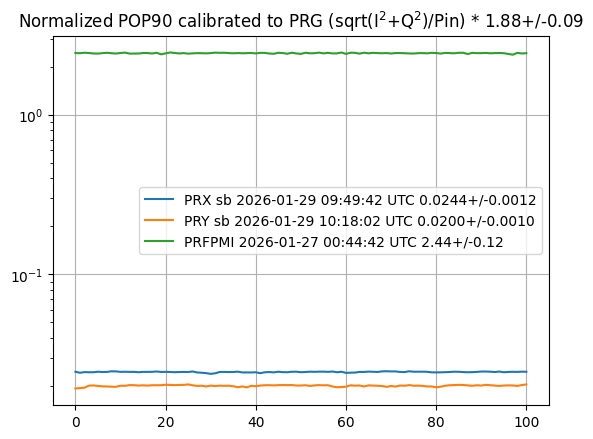 Normalized POP90 calibrated to PRG (sqrt(I²+Q²)/Pin) * 1.88+/-0.09
10⁰
10⁻¹
PRX sb 2026-01-29 09:49:42 UTC 0.0244+/-0.0012
PRY sb 2026-01-29 10:18:02 UTC 0.0200+/-0.0010
PRFPMI 2026-01-27 00:44:42 UTC 2.44+/-0.12
0 20 40 60 80 100